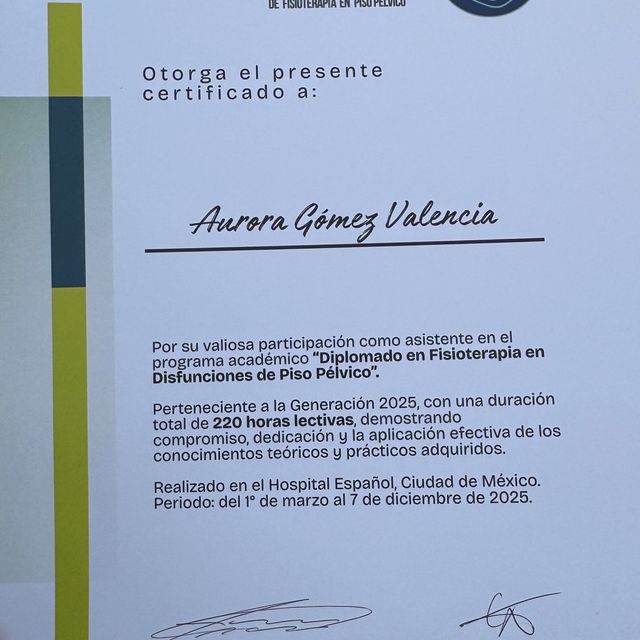 DE FISIOTERAPIA EN PISO PÉLVICO
Otorga el presente
certificado a:
Aurora Gómez Valencia
Por su valiosa participación como asistente en el
programa académico “Diplomado en Fisioterapia en
Disfunciones de Piso Pélvico”.
Perteneciente a la Generación 2025, con una duración
total de 220 horas lectivas, demostrando
compromiso, dedicación y la aplicación efectiva de los
conocimientos teóricos y prácticos adquiridos.
Realizado en el Hospital Español, Ciudad de México.
Periodo: del 1° de marzo al 7 de diciembre de 2025.